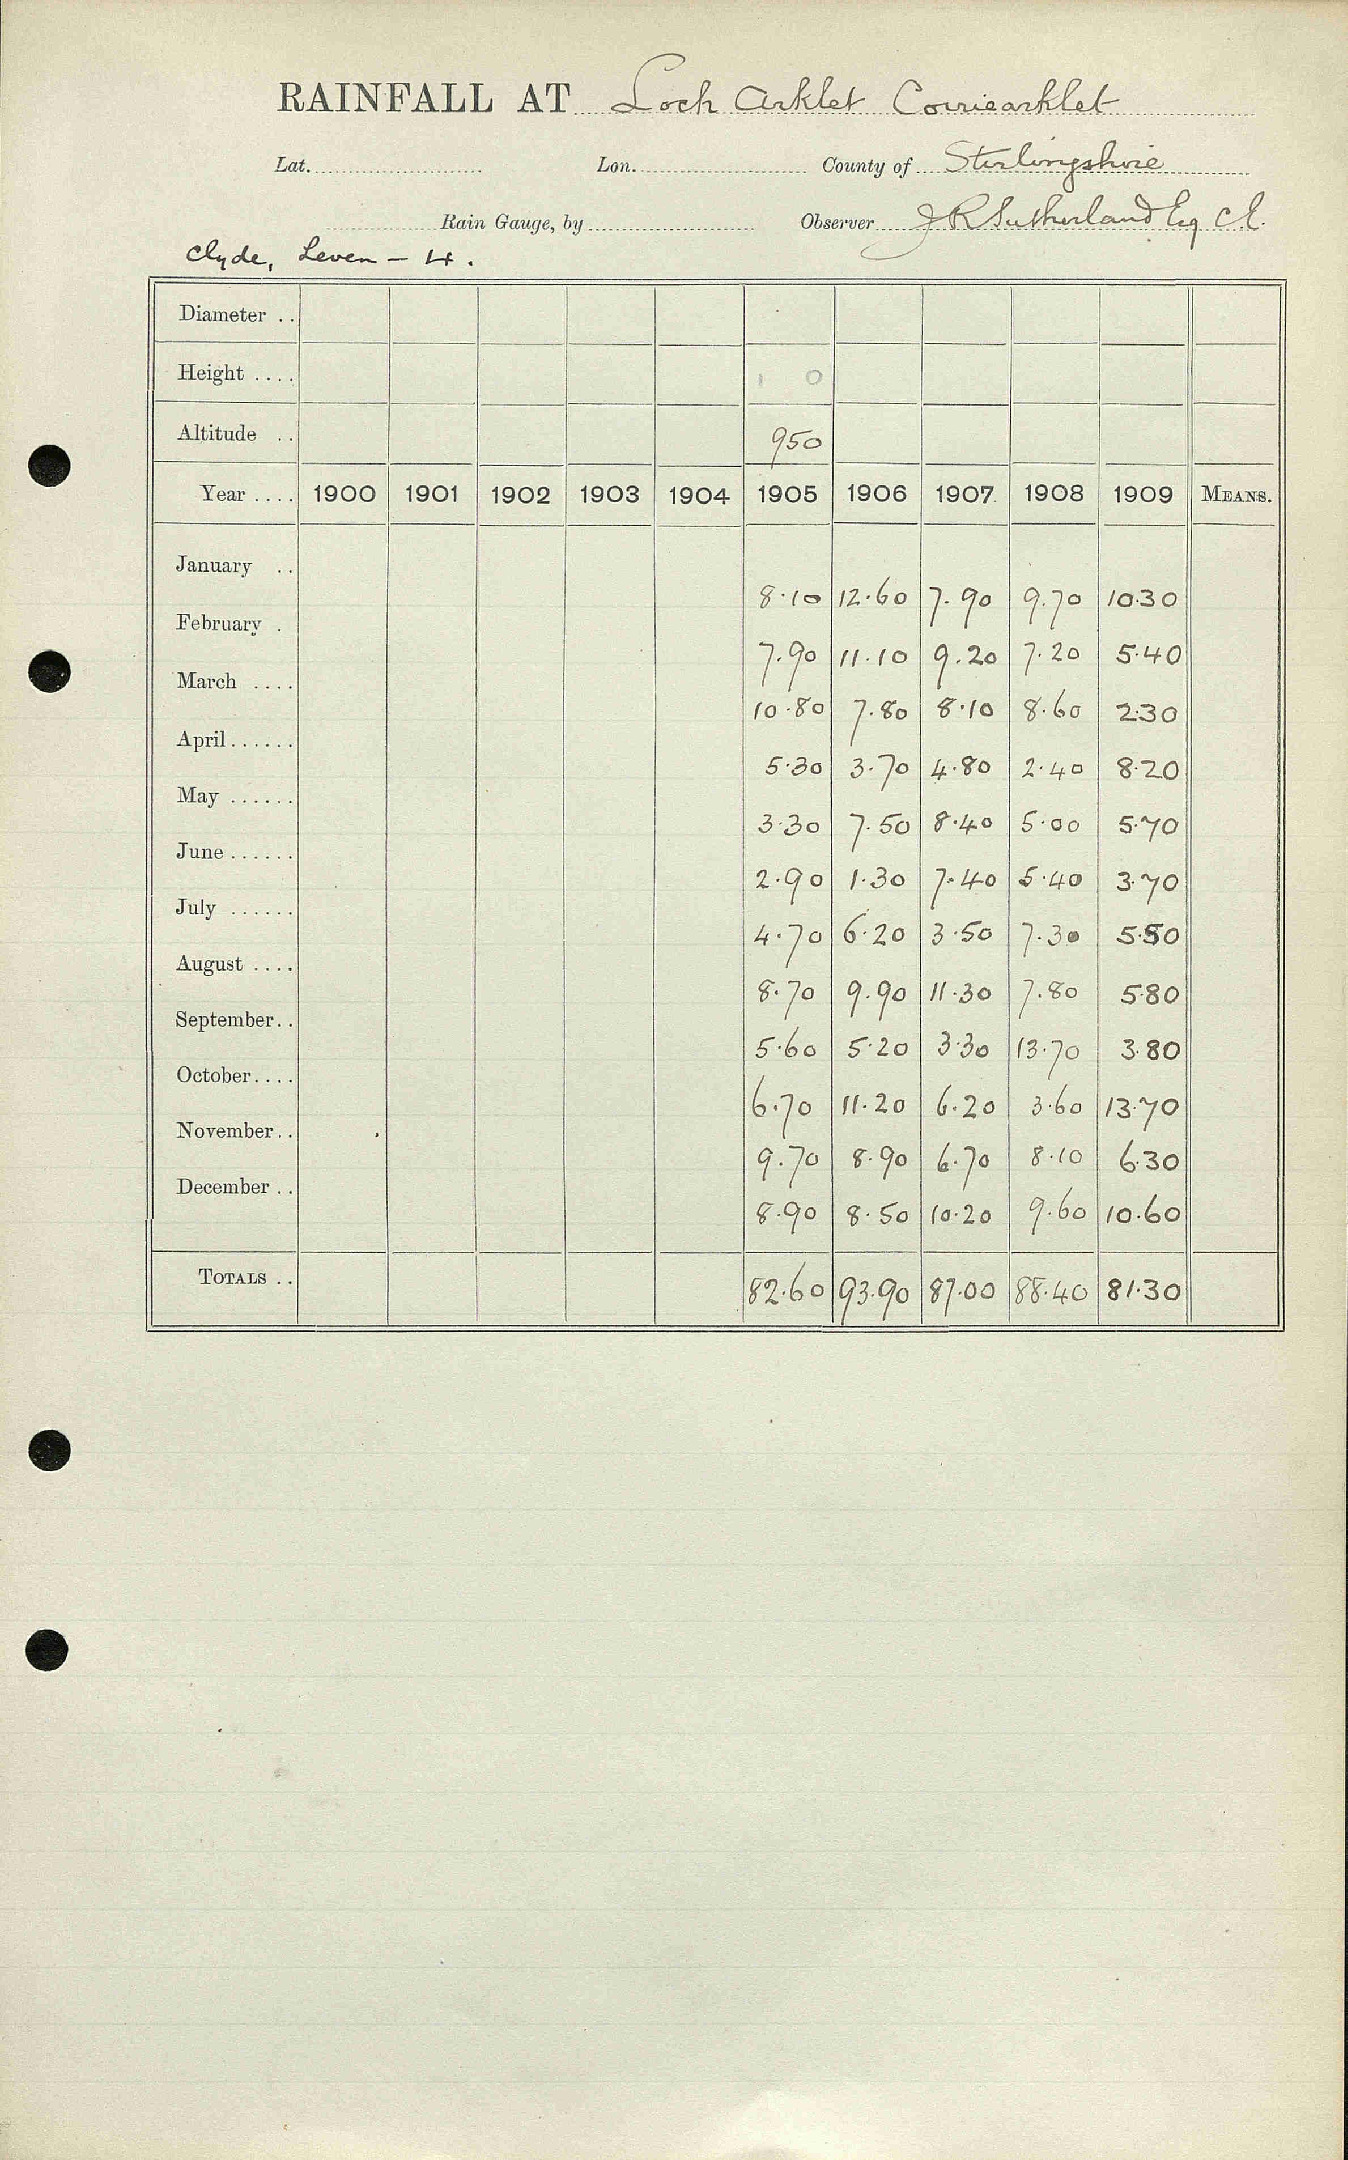 RAINFALL AT Loch Arklet Corriearklet
Lat. Lon. County of Stirlingshire
Rain Gauge, by Observer J R Sutherland Esq C.E.
Clyde, Leven - 4.
Diameter ..
Height .... 1 0
Altitude .. 950
Year .... 1900 1901 1902 1903 1904 1905 1906 1907. 1908 1909 MEANS.
January .. 8.10 12.60 7.90 9.70 10.30
February . 7.90 11.10 9.20 7.20 5.40
March .... 10.80 7.80 8.10 8.60 2.30
April...... 5.30 3.70 4.80 2.40 8.20
May ...... 3.30 7.50 8.40 5.00 5.70
June ...... 2.90 1.30 7.40 5.40 3.70
July ...... 4.70 6.20 3.50 7.30 5.50
August .... 8.70 9.90 11.30 7.80 5.80
September.. 5.60 5.20 3.30 13.70 3.80
October.... 6.70 11.20 6.20 3.60 13.70
November.. 9.70 8.90 6.70 8.10 6.30
December .. 8.90 8.50 10.20 9.60 10.60
TOTALS .. 82.60 93.90 87.00 88.40 81.30